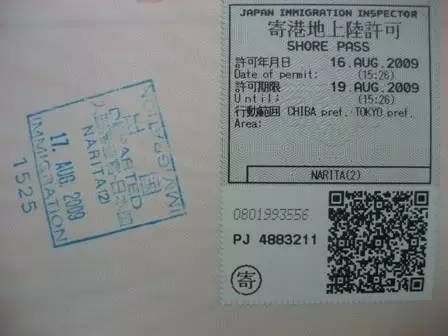 JAPAN IMMIGRATION INSPECTOR
寄港地上陸許可
SHORE PASS
許可年月日 16.AUG.2009
Date of permit: (15:26)
許可期限 19.AUG.2009
Until: (15:26)
行動範囲 CHIBA pref. TOKYO pref.
Area:
NARITA(2)
0801993556
PJ 4883211
寄
IMMIGRATION
DEPARTED
NARITA(2)
17. AUG. 2009
IMMIGRATION
1525